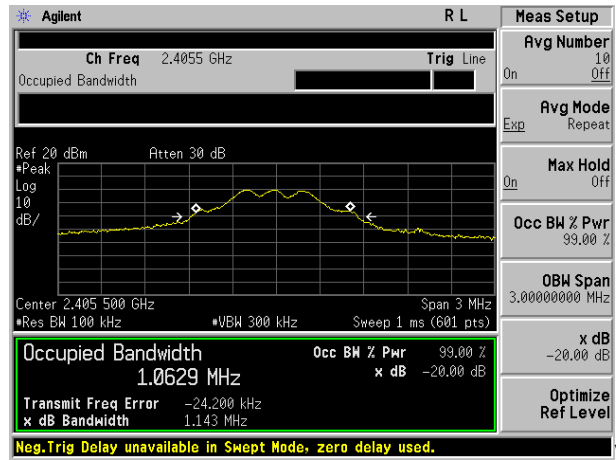 Agilent R L Meas Setup
Ch Freq 2.4055 GHz Trig Line
Occupied Bandwidth
Avg Number
10
On Off
Avg Mode
Exp Repeat
Max Hold
On Off
Occ BW % Pwr
99.00 %
OBW Span
3.00000000 MHz
x dB
-20.00 dB
Optimize
Ref Level
Ref 20 dBm Atten 30 dB
#Peak
Log
10
dB/
Center 2.405 500 GHz Span 3 MHz
#Res BW 100 kHz #VBW 300 kHz Sweep 1 ms (601 pts)
Occupied Bandwidth Occ BW % Pwr 99.00 %
1.0629 MHz x dB -20.00 dB
Transmit Freq Error -24.200 kHz
x dB Bandwidth 1.143 MHz
Neg.Trig Delay unavailable in Swept Mode, zero delay used.